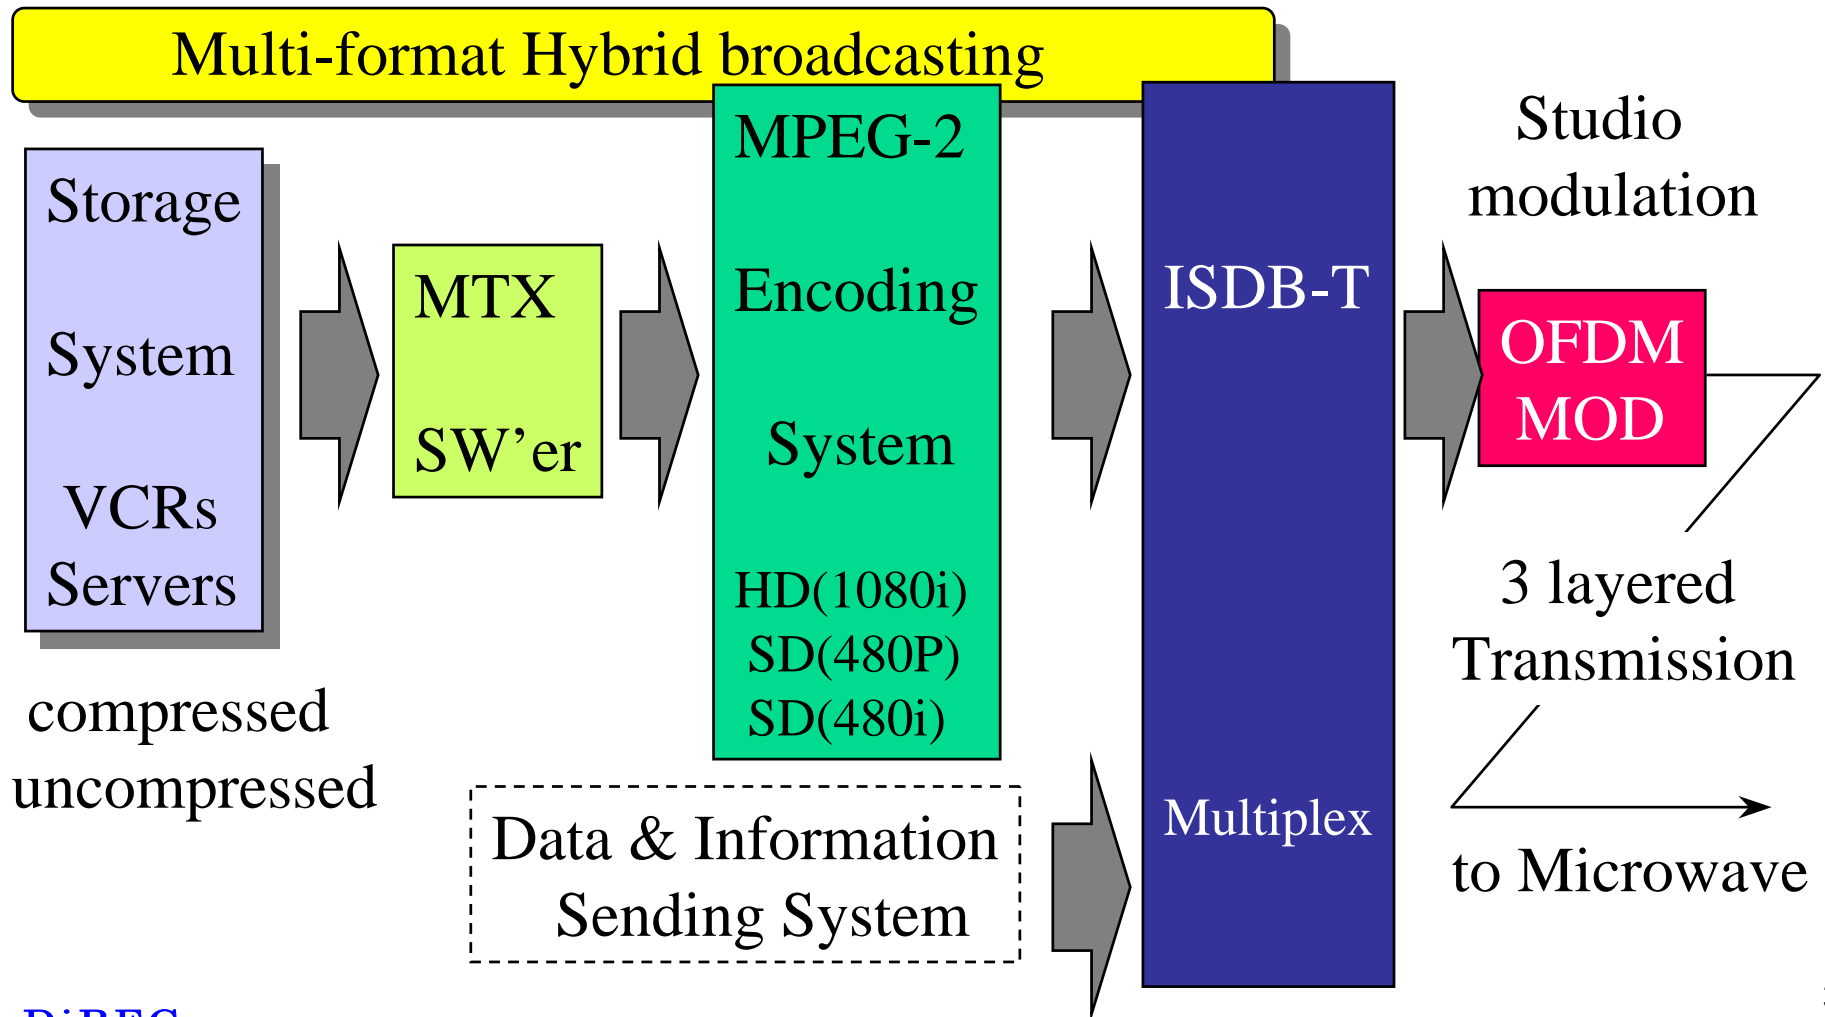 Multi-format Hybrid broadcasting
Storage
System
VCRs
Servers
compressed
uncompressed
MTX
SW’er
MPEG-2
Encoding
System
HD(1080i)
SD(480P)
SD(480i)
Data & Information
Sending System
ISDB-T
Multiplex
Studio
modulation
OFDM
MOD
3 layered
Transmission
to Microwave